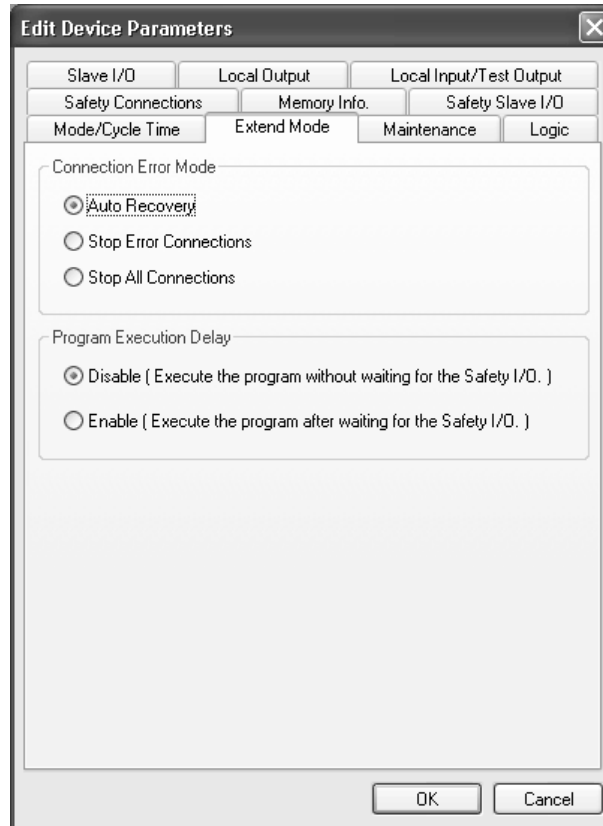 Edit Device Parameters
Slave I/O Local Output Local Input/Test Output
Safety Connections Memory Info. Safety Slave I/O
Mode/Cycle Time Extend Mode Maintenance Logic
Connection Error Mode
Auto Recovery
Stop Error Connections
Stop All Connections
Program Execution Delay
Disable ( Execute the program without waiting for the Safety I/O. )
Enable ( Execute the program after waiting for the Safety I/O. )
OK Cancel